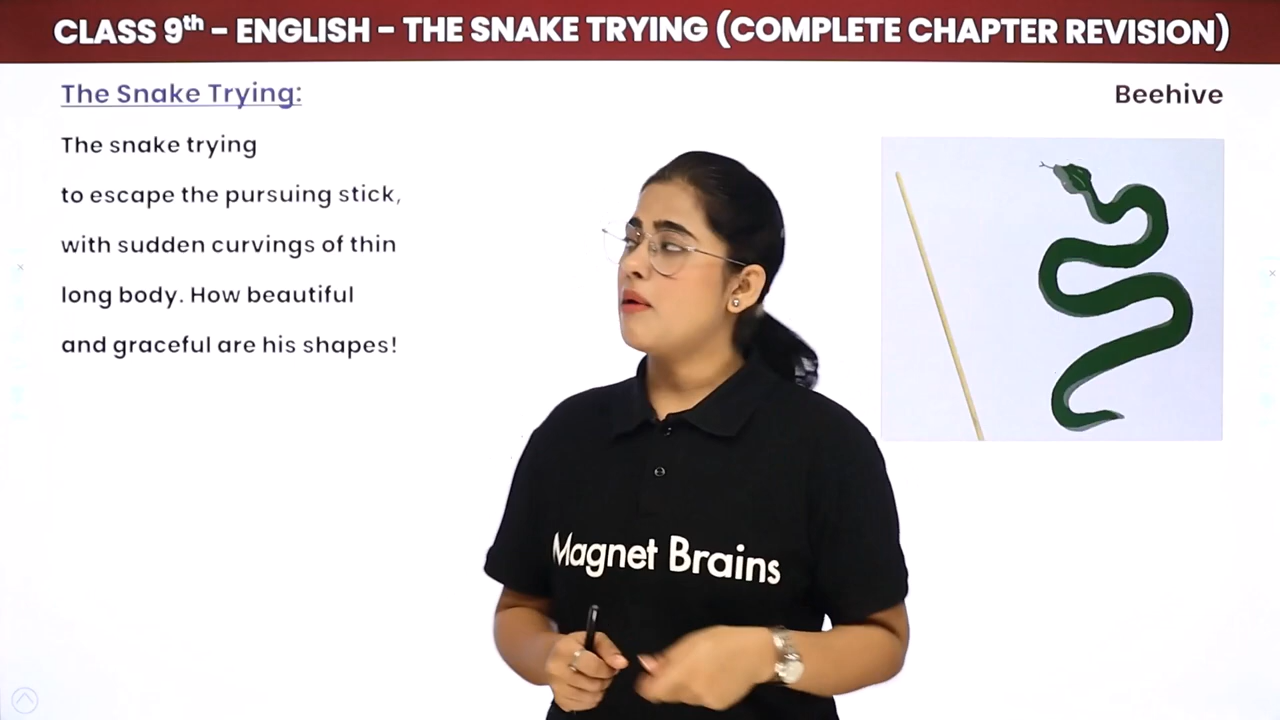 CLASS 9th – ENGLISH – THE SNAKE TRYING (COMPLETE CHAPTER REVISION)
The Snake Trying:
Beehive
The snake trying
to escape the pursuing stick,
with sudden curvings of thin
long body. How beautiful
and graceful are his shapes!
Magnet Brains